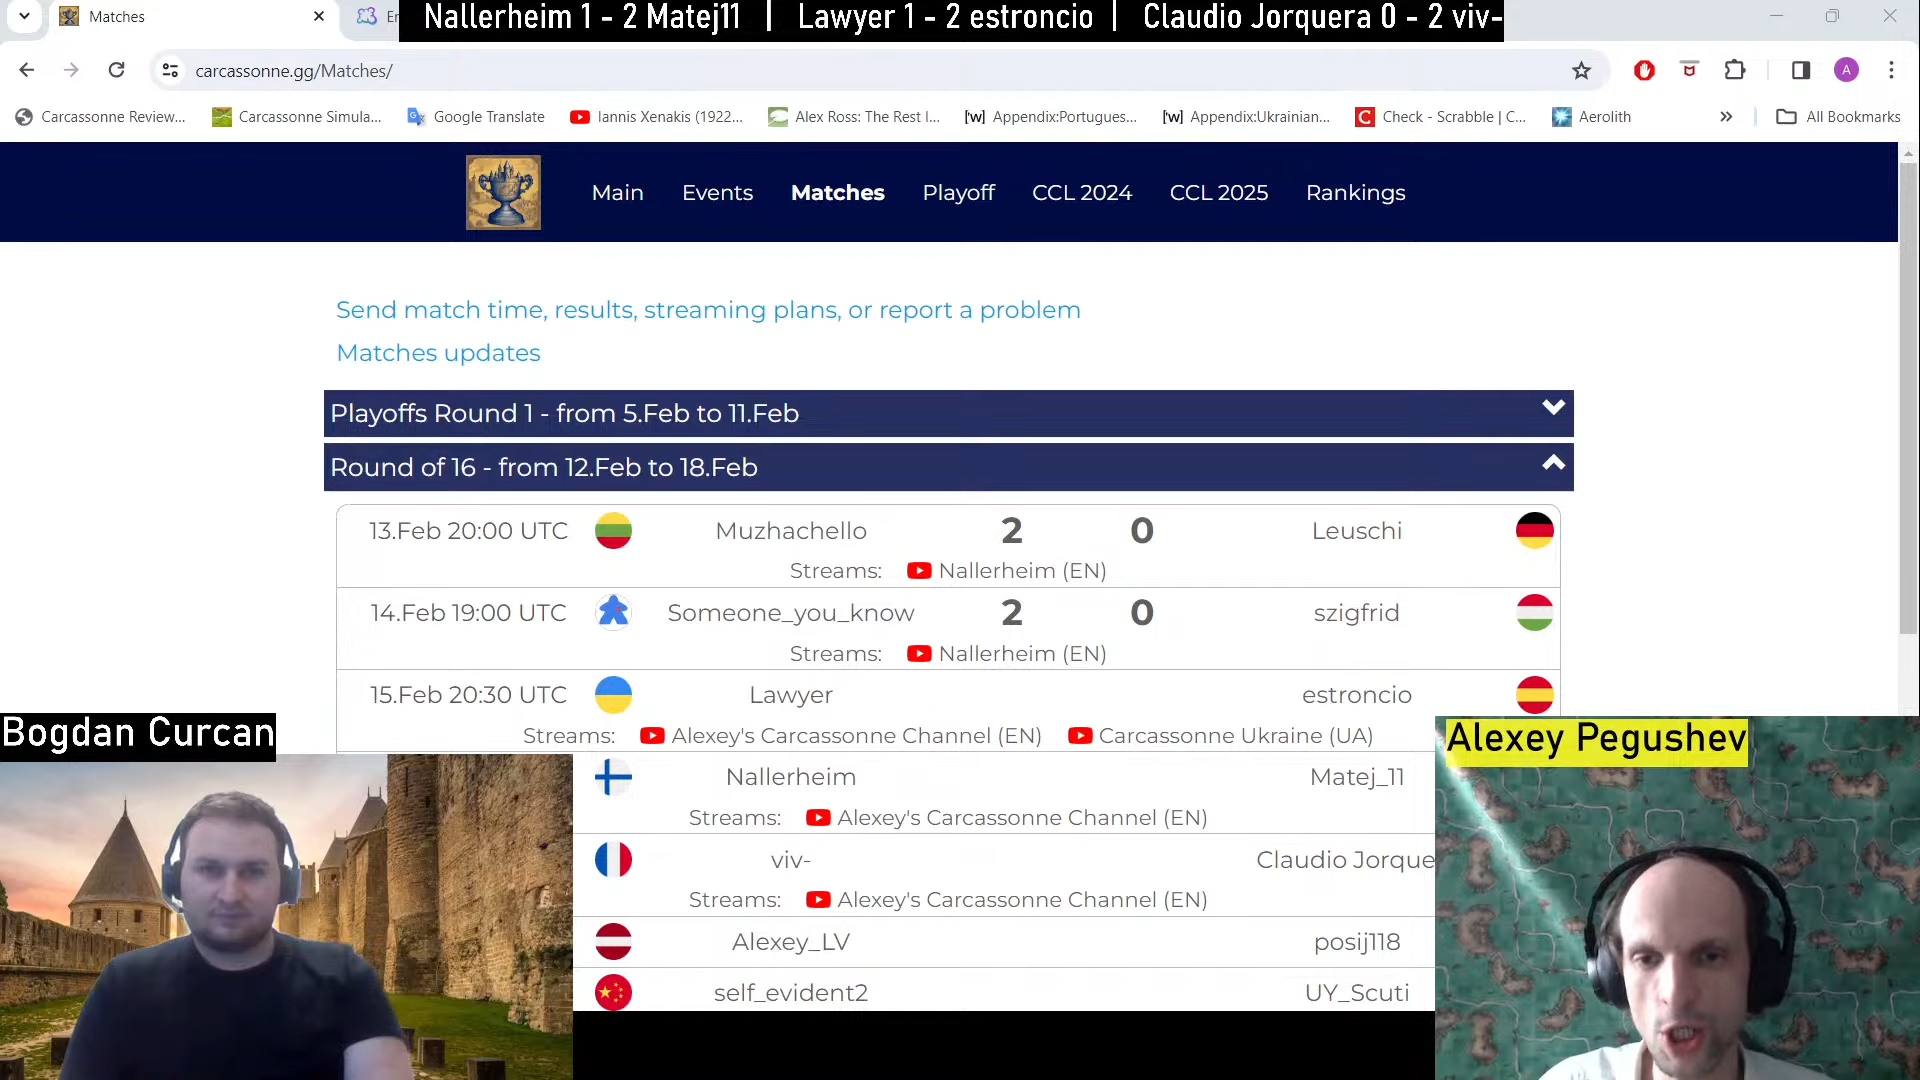 Matches
Nallerheim 1 - 2 Matej11 | Lawyer 1 - 2 estroncio | Claudio Jorquera 0 - 2 viv-
carcassonne.gg/Matches/
A
Carcassonne Review...
Carcassonne Simula...
Google Translate
Iannis Xenakis (1922...
Alex Ross: The Rest I...
[w] Appendix:Portugues...
[w] Appendix:Ukrainian...
C Check - Scrabble | C...
Aerolith
»
All Bookmarks
Main Events Matches Playoff CCL 2024 CCL 2025 Rankings
Send match time, results, streaming plans, or report a problem
Matches updates
Playoffs Round 1 - from 5.Feb to 11.Feb
Round of 16 - from 12.Feb to 18.Feb
13.Feb 20:00 UTC Muzhachello 2 0 Leuschi
Streams: Nallerheim (EN)
14.Feb 19:00 UTC Someone_you_know 2 0 szigfrid
Streams: Nallerheim (EN)
15.Feb 20:30 UTC Lawyer estroncio
Streams: Alexey's Carcassonne Channel (EN) Carcassonne Ukraine (UA)
Bogdan Curcan
Alexey Pegushev
Nallerheim Matej_11
Streams: Alexey's Carcassonne Channel (EN)
viv- Claudio Jorque
Streams: Alexey's Carcassonne Channel (EN)
Alexey_LV posij118
self_evident2 UY_Scuti